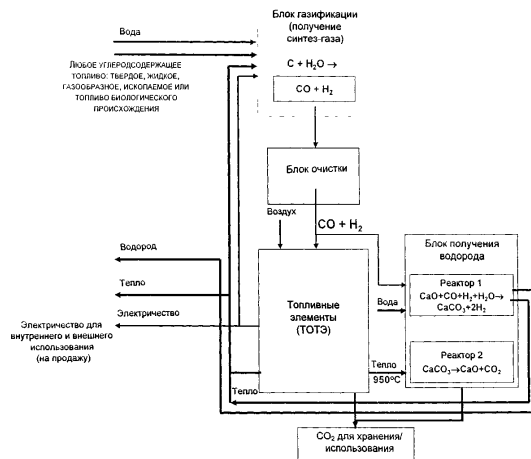 Блок газификации
(получение
синтез-газа)
Вода
ЛЮБОЕ УГЛЕРОДСОДЕРЖАЩЕЕ
ТОПЛИВО: ТВЕРДОЕ, ЖИДКОЕ,
ГАЗООБРАЗНОЕ, ИСКОПАЕМОЕ ИЛИ
ТОПЛИВО БИОЛОГИЧЕСКОГО
ПРОИСХОЖДЕНИЯ
C + H₂O →
CO + H₂
Блок очистки
Воздух
CO + H₂
Водород
Тепло
Электричество
Электричество для
внутреннего и внешнего
использования
(на продажу)
Топливные
элементы
(ТОТЭ)
Блок получения
водорода
Реактор 1
CaO+CO+H₂+H₂O→
CaCO₃+2H₂
Вода
Реактор 2
CaCO₃→CaO+CO₂
Тепло
950°C
Тепло
CO₂ для хранения/
использования